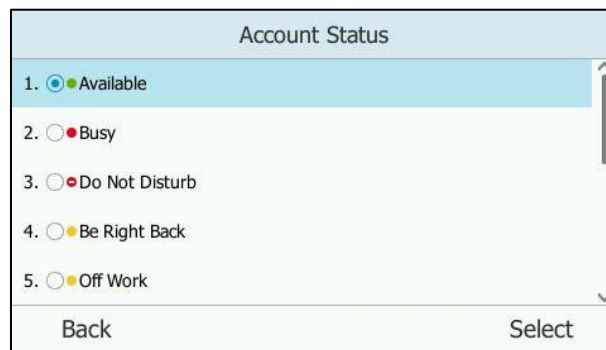 Account Status
1. Available
2. Busy
3. Do Not Disturb
4. Be Right Back
5. Off Work
Back Select